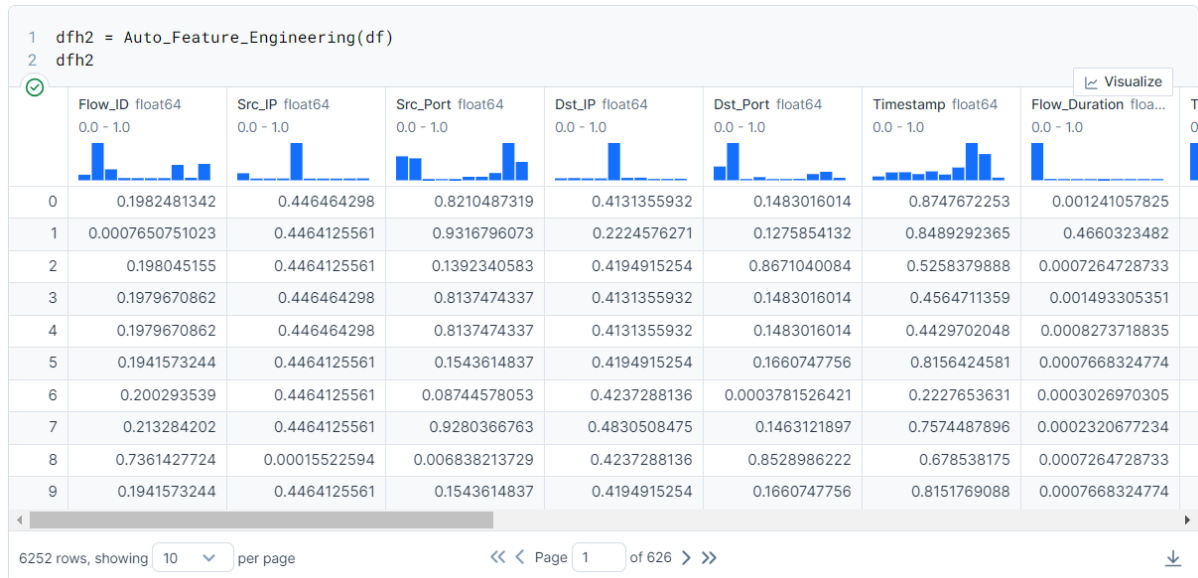 1 dfh2 = Auto_Feature_Engineering(df)
2 dfh2
Visualize
Flow_ID float64 Src_IP float64 Src_Port float64 Dst_IP float64 Dst_Port float64 Timestamp float64 Flow_Duration floa... T
0.0 - 1.0 0.0 - 1.0 0.0 - 1.0 0.0 - 1.0 0.0 - 1.0 0.0 - 1.0 0.0 - 1.0 0
0 0.1982481342 0.446464298 0.8210487319 0.4131355932 0.1483016014 0.8747672253 0.001241057825
1 0.0007650751023 0.4464125561 0.9316796073 0.2224576271 0.1275854132 0.8489292365 0.4660323482
2 0.198045155 0.4464125561 0.1392340583 0.4194915254 0.8671040084 0.5258379888 0.0007264728733
3 0.1979670862 0.446464298 0.8137474337 0.4131355932 0.1483016014 0.4564711359 0.001493305351
4 0.1979670862 0.446464298 0.8137474337 0.4131355932 0.1483016014 0.4429702048 0.0008273718835
5 0.1941573244 0.4464125561 0.1543614837 0.4194915254 0.1660747756 0.8156424581 0.0007668324774
6 0.200293539 0.4464125561 0.08744578053 0.4237288136 0.0003781526421 0.2227653631 0.0003026970305
7 0.213284202 0.4464125561 0.9280366763 0.4830508475 0.1463121897 0.7574487896 0.0002320677234
8 0.7361427724 0.00015522594 0.006838213729 0.4237288136 0.8528986222 0.678538175 0.0007264728733
9 0.1941573244 0.4464125561 0.1543614837 0.4194915254 0.1660747756 0.8151769088 0.0007668324774
6252 rows, showing 10 per page Page 1 of 626